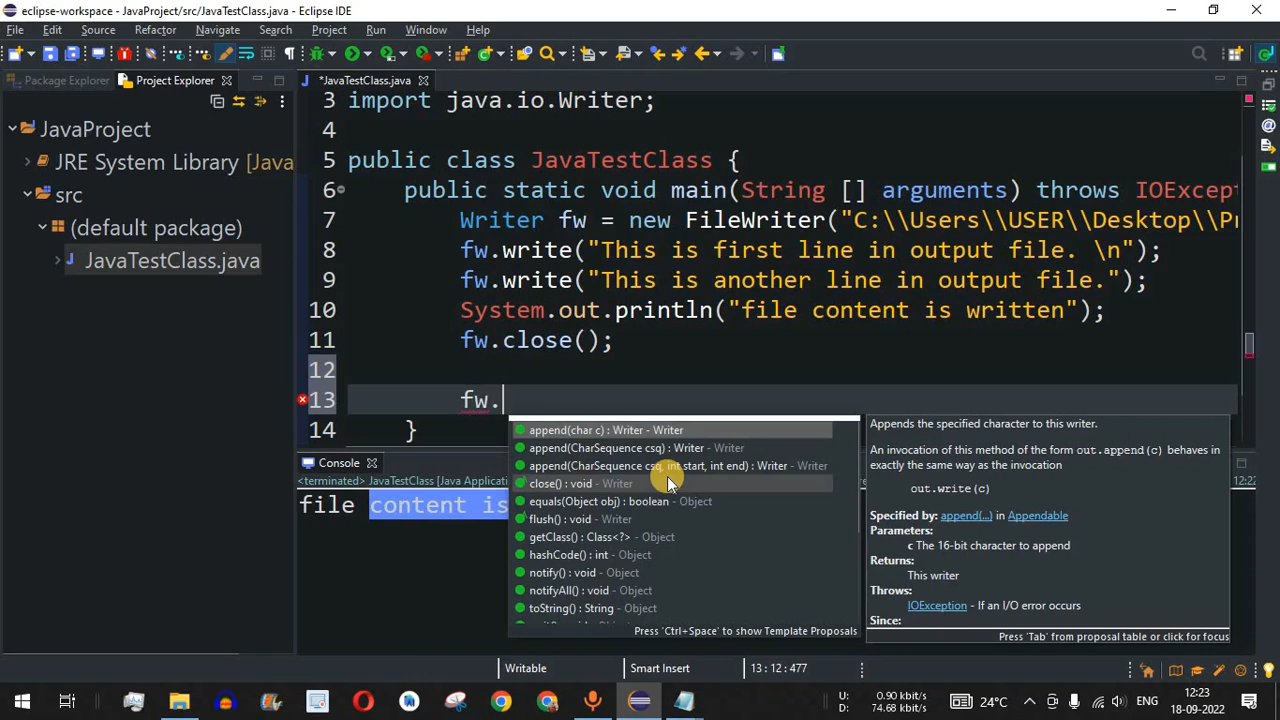 eclipse-workspace - JavaProject/src/JavaTestClass.java - Eclipse IDE
File Edit Source Refactor Navigate Search Project Run Window Help
Package Explorer Project Explorer *JavaTestClass.java
JavaProject
JRE System Library [Java
src
(default package)
JavaTestClass.java
3 import java.io.Writer;
4
5 public class JavaTestClass {
6 public static void main(String [] arguments) throws IOExcept
7 Writer fw = new FileWriter("C:\\Users\\USER\\Desktop\\Pr
8 fw.write("This is first line in output file. \n");
9 fw.write("This is another line in output file.");
10 System.out.println("file content is written");
11 fw.close();
12
13 fw.
14 }
append(char c) : Writer - Writer
append(CharSequence csq) : Writer - Writer
append(CharSequence csq, int start, int end) : Writer - Writer
close() : void - Writer
equals(Object obj) : boolean - Object
flush() : void - Writer
getClass() : Class<?> - Object
hashCode() : int - Object
notify() : void - Object
notifyAll() : void - Object
toString() : String - Object
Press 'Ctrl+Space' to show Template Proposals
Appends the specified character to this writer.
An invocation of this method of the form out.append(c) behaves in
exactly the same way as the invocation
out.write(c)
Specified by: append(...) in Appendable
Parameters:
c The 16-bit character to append
Returns:
This writer
Throws:
IOException - If an I/O error occurs
Since:
Press 'Tab' from proposal table or click for focus
Console
<terminated> JavaTestClass [Java Applicati
12:22
file content is
Writable Smart Insert 13 : 12 : 477
U: 0.90 kbit/s
D: 74.68 kbit/s
24°C ENG
12:23
18-09-2022